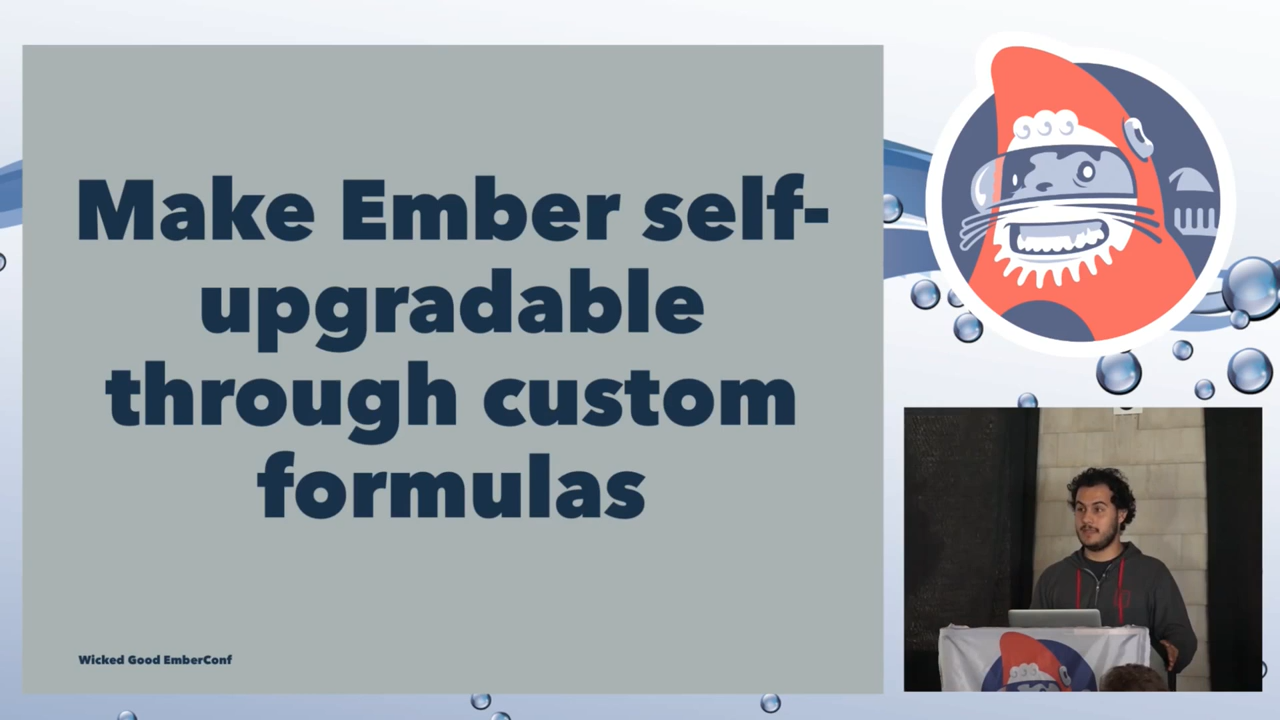 Make Ember self-
upgradable
through custom
formulas
Wicked Good EmberConf